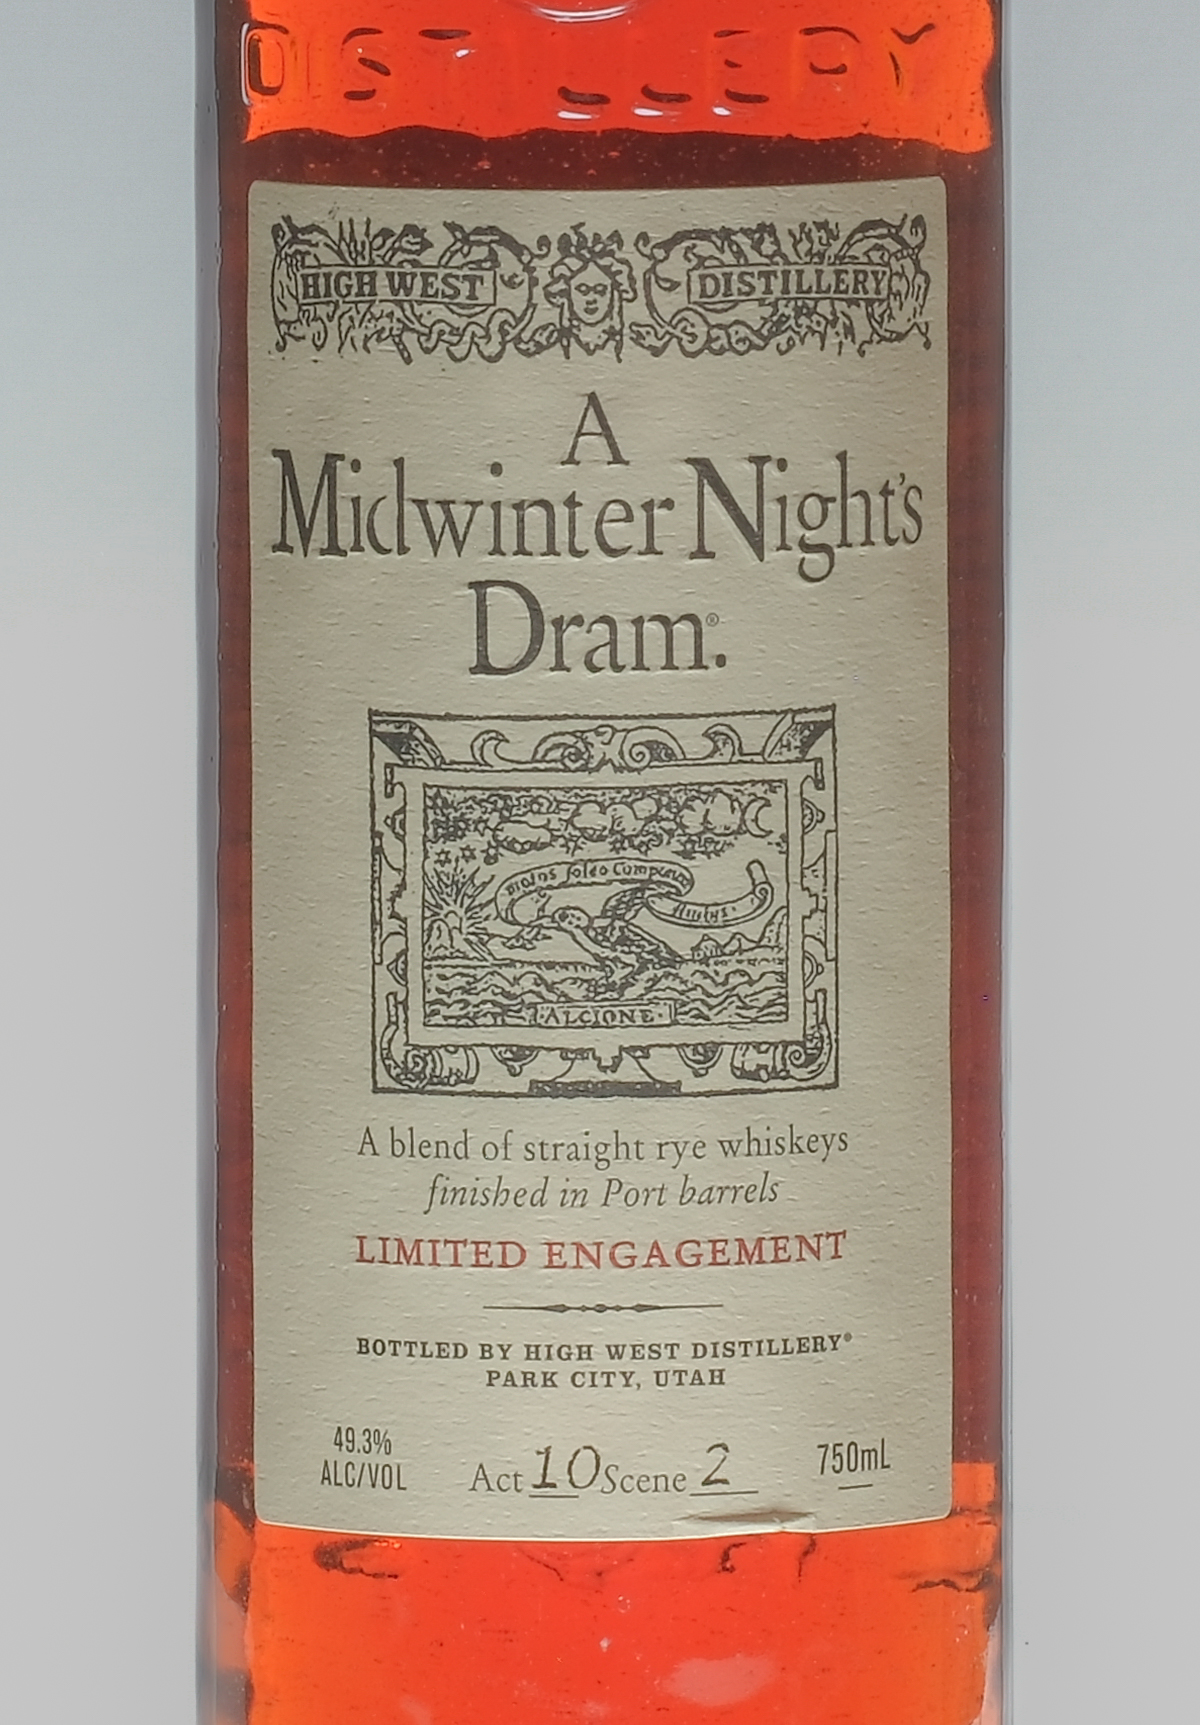 DISTILLERY
HIGH WEST DISTILLERY
A
Midwinter Night's
Dram®.
soleo
ALCIONE
A blend of straight rye whiskeys
finished in Port barrels
LIMITED ENGAGEMENT
BOTTLED BY HIGH WEST DISTILLERY®
PARK CITY, UTAH
49.3%
ALC/VOL
Act 10 Scene 2
750mL